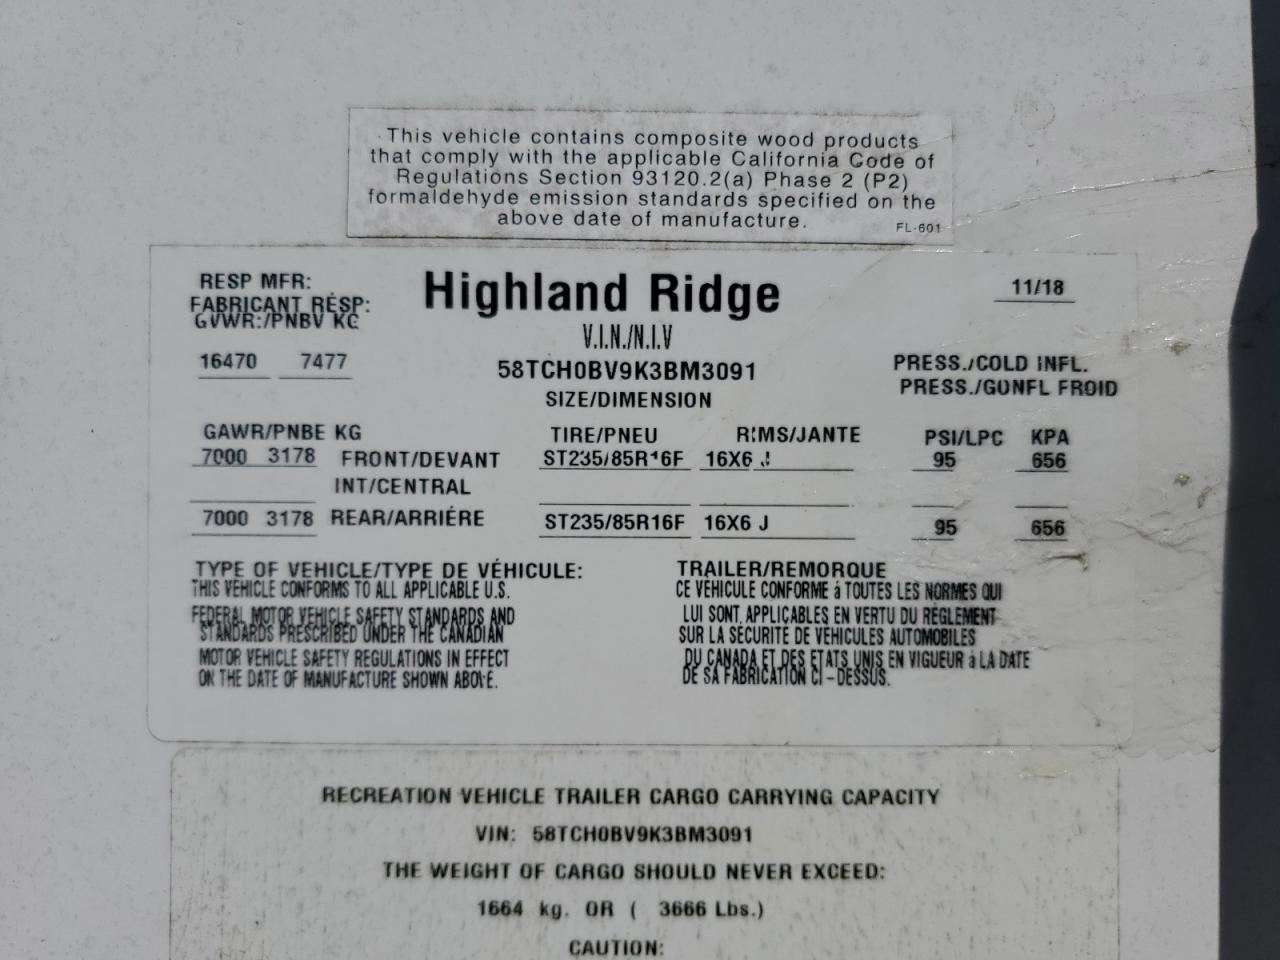 This vehicle contains composite wood products
that comply with the applicable California Code of
Regulations Section 93120.2(a) Phase 2 (P2)
formaldehyde emission standards specified on the
above date of manufacture.
FL-601
RESP MFR:
FABRICANT RÉSP:
Highland Ridge
11/18
GVWR:/PNBV KG
V.I.N./N.I.V
16470 7477
58TCH0BV9K3BM3091
PRESS./COLD INFL.
SIZE/DIMENSION
PRESS./GONFL FROID
GAWR/PNBE KG TIRE/PNEU RIMS/JANTE PSI/LPC KPA
7000 3178 FRONT/DEVANT ST235/85R16F 16X6 J 95 656
INT/CENTRAL
7000 3178 REAR/ARRIÉRE ST235/85R16F 16X6 J 95 656
TYPE OF VEHICLE/TYPE DE VÉHICULE: TRAILER/REMORQUE
THIS VEHICLE CONFORMS TO ALL APPLICABLE U.S.
FEDERAL MOTOR VEHICLE SAFETY STANDARDS AND
STANDARDS PRESCRIBED UNDER THE CANADIAN
MOTOR VEHICLE SAFETY REGULATIONS IN EFFECT
ON THE DATE OF MANUFACTURE SHOWN ABOVE.
CE VÉHICULE CONFORME à TOUTES LES NORMES QUI
LUI SONT, APPLICABLES EN VERTU DU RÉGLEMENT
SUR LA SÉCURITÉ DE VÉHICULES AUTOMOBILES
DU CANADA ET DES ETATS UNIS EN VIGUEUR à LA DATE
DE SA FABRICATION CI-DESSUS.
RECREATION VEHICLE TRAILER CARGO CARRYING CAPACITY
VIN: 58TCH0BV9K3BM3091
THE WEIGHT OF CARGO SHOULD NEVER EXCEED:
1664 kg. OR ( 3666 Lbs.)
CAUTION: